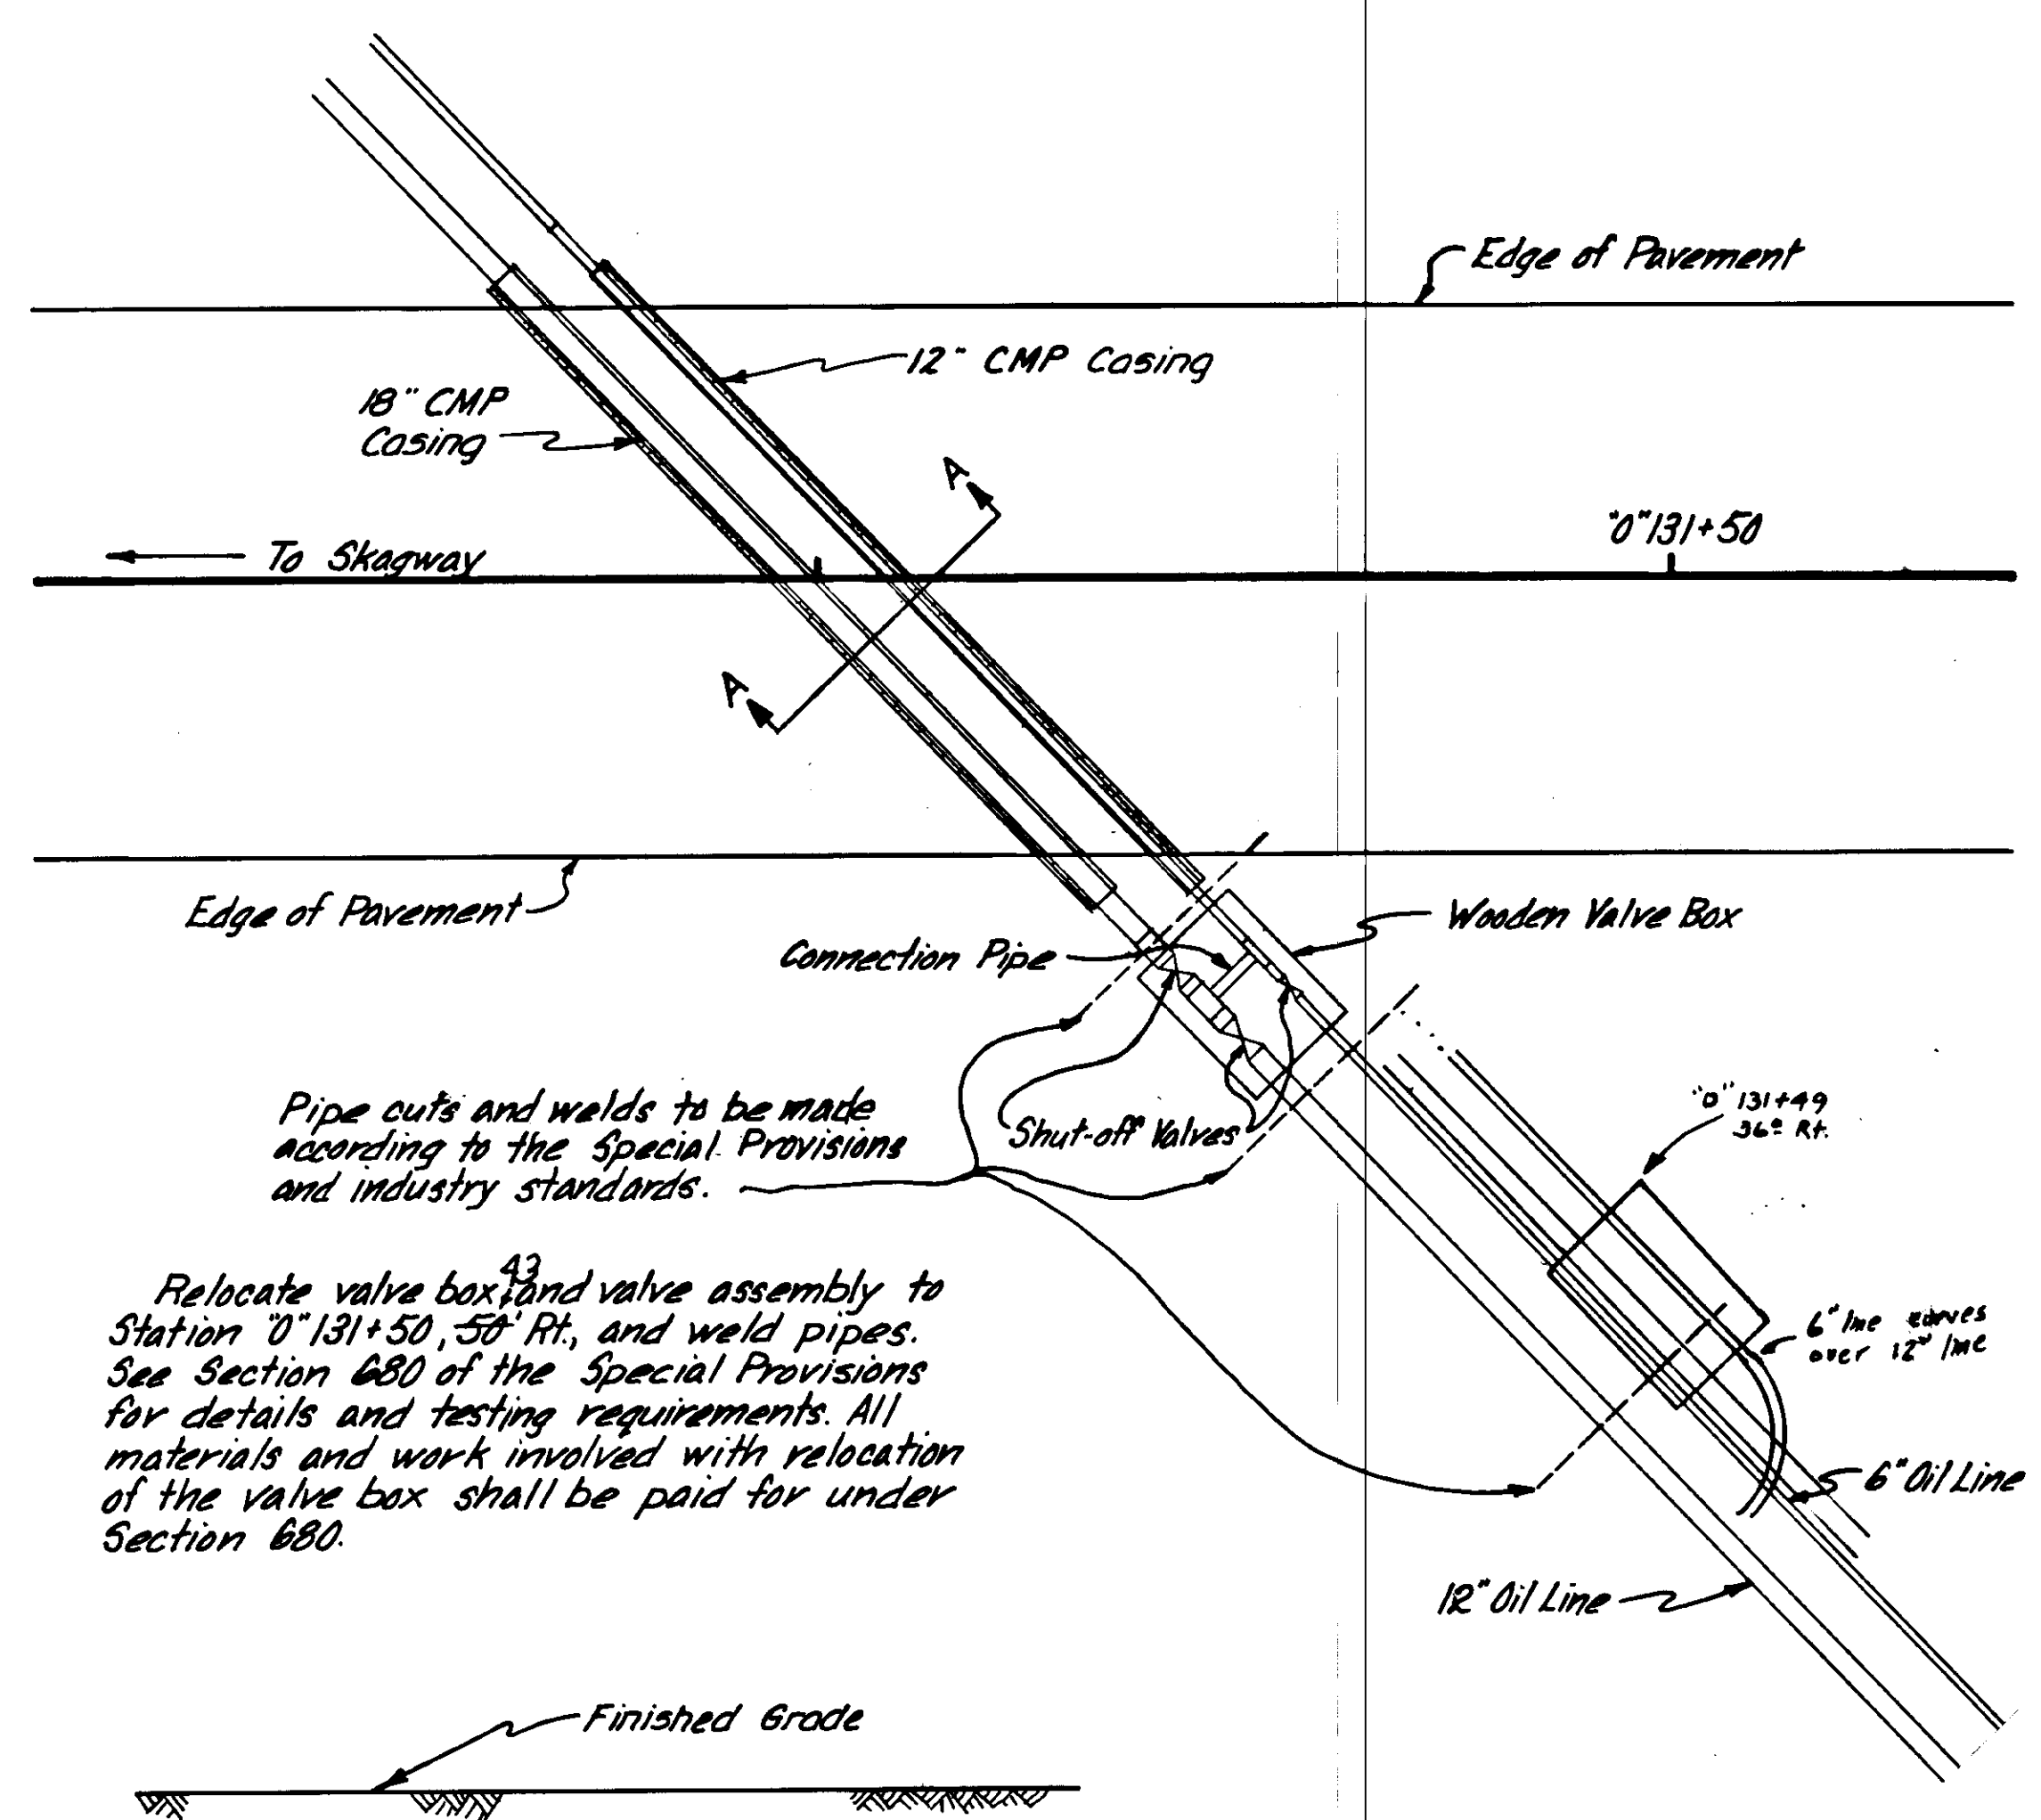 Edge of Pavement
12" CMP Casing
18" CMP
Casing
A
"O" 131+50
To Skagway
A
Edge of Pavement
Wooden Valve Box
Connection Pipe
Pipe cuts and welds to be made
according to the Special Provisions
and industry standards.
Shut-off Valves
"O" 131+49
36º Rt.
43
Relocate valve box, and valve assembly to
Station "O" 131+50, 50' Rt., and weld pipes.
See Section 680 of the Special Provisions
for details and testing requirements. All
materials and work involved with relocation
of the valve box shall be paid for under
Section 680.
6" line curves
over 12" line
6" Oil Line
12" Oil Line
Finished Grade